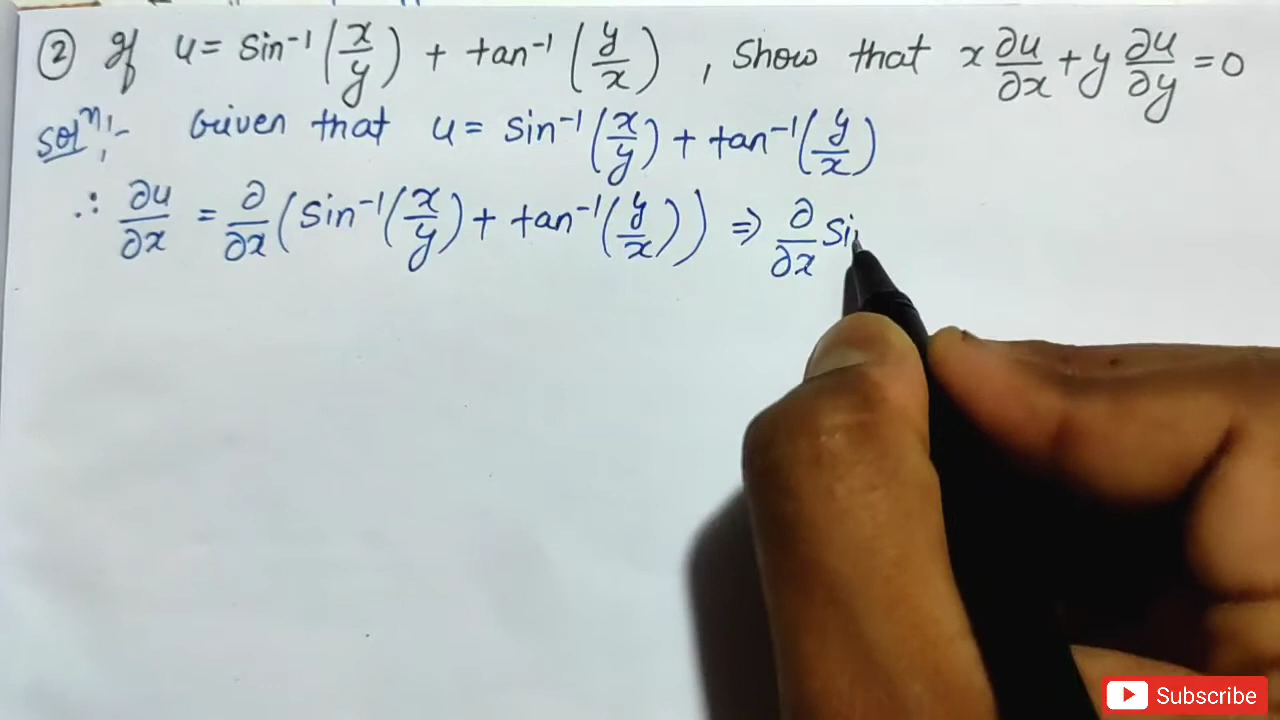 ② If u = sin⁻¹(x/y) + tan⁻¹(y/x), Show that x ∂u/∂x + y ∂u/∂y = 0
Solⁿ:- Given that u = sin⁻¹(x/y) + tan⁻¹(y/x)
∴ ∂u/∂x = ∂/∂x (sin⁻¹(x/y) + tan⁻¹(y/x)) ⇒ ∂/∂x Si
Subscribe